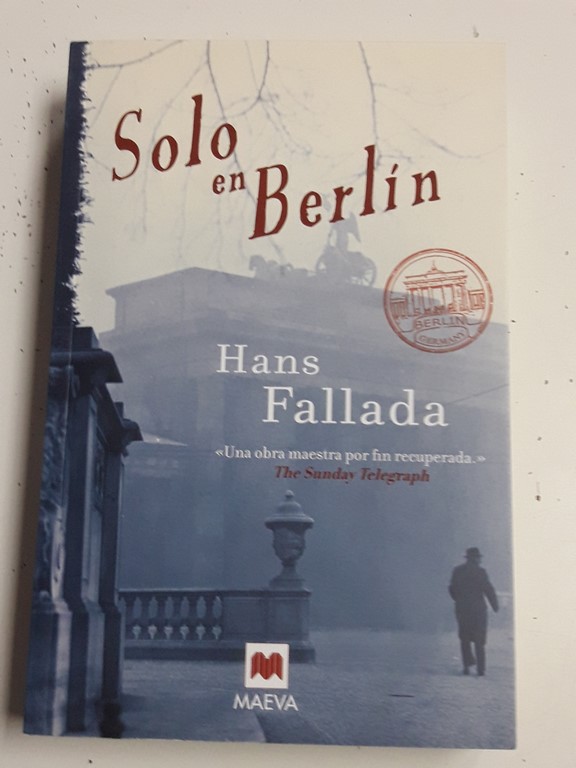 Solo
en Berlín
BERLIN
GERMANY
Hans
Fallada
«Una obra maestra por fin recuperada.»
The Sunday Telegraph
MAEVA